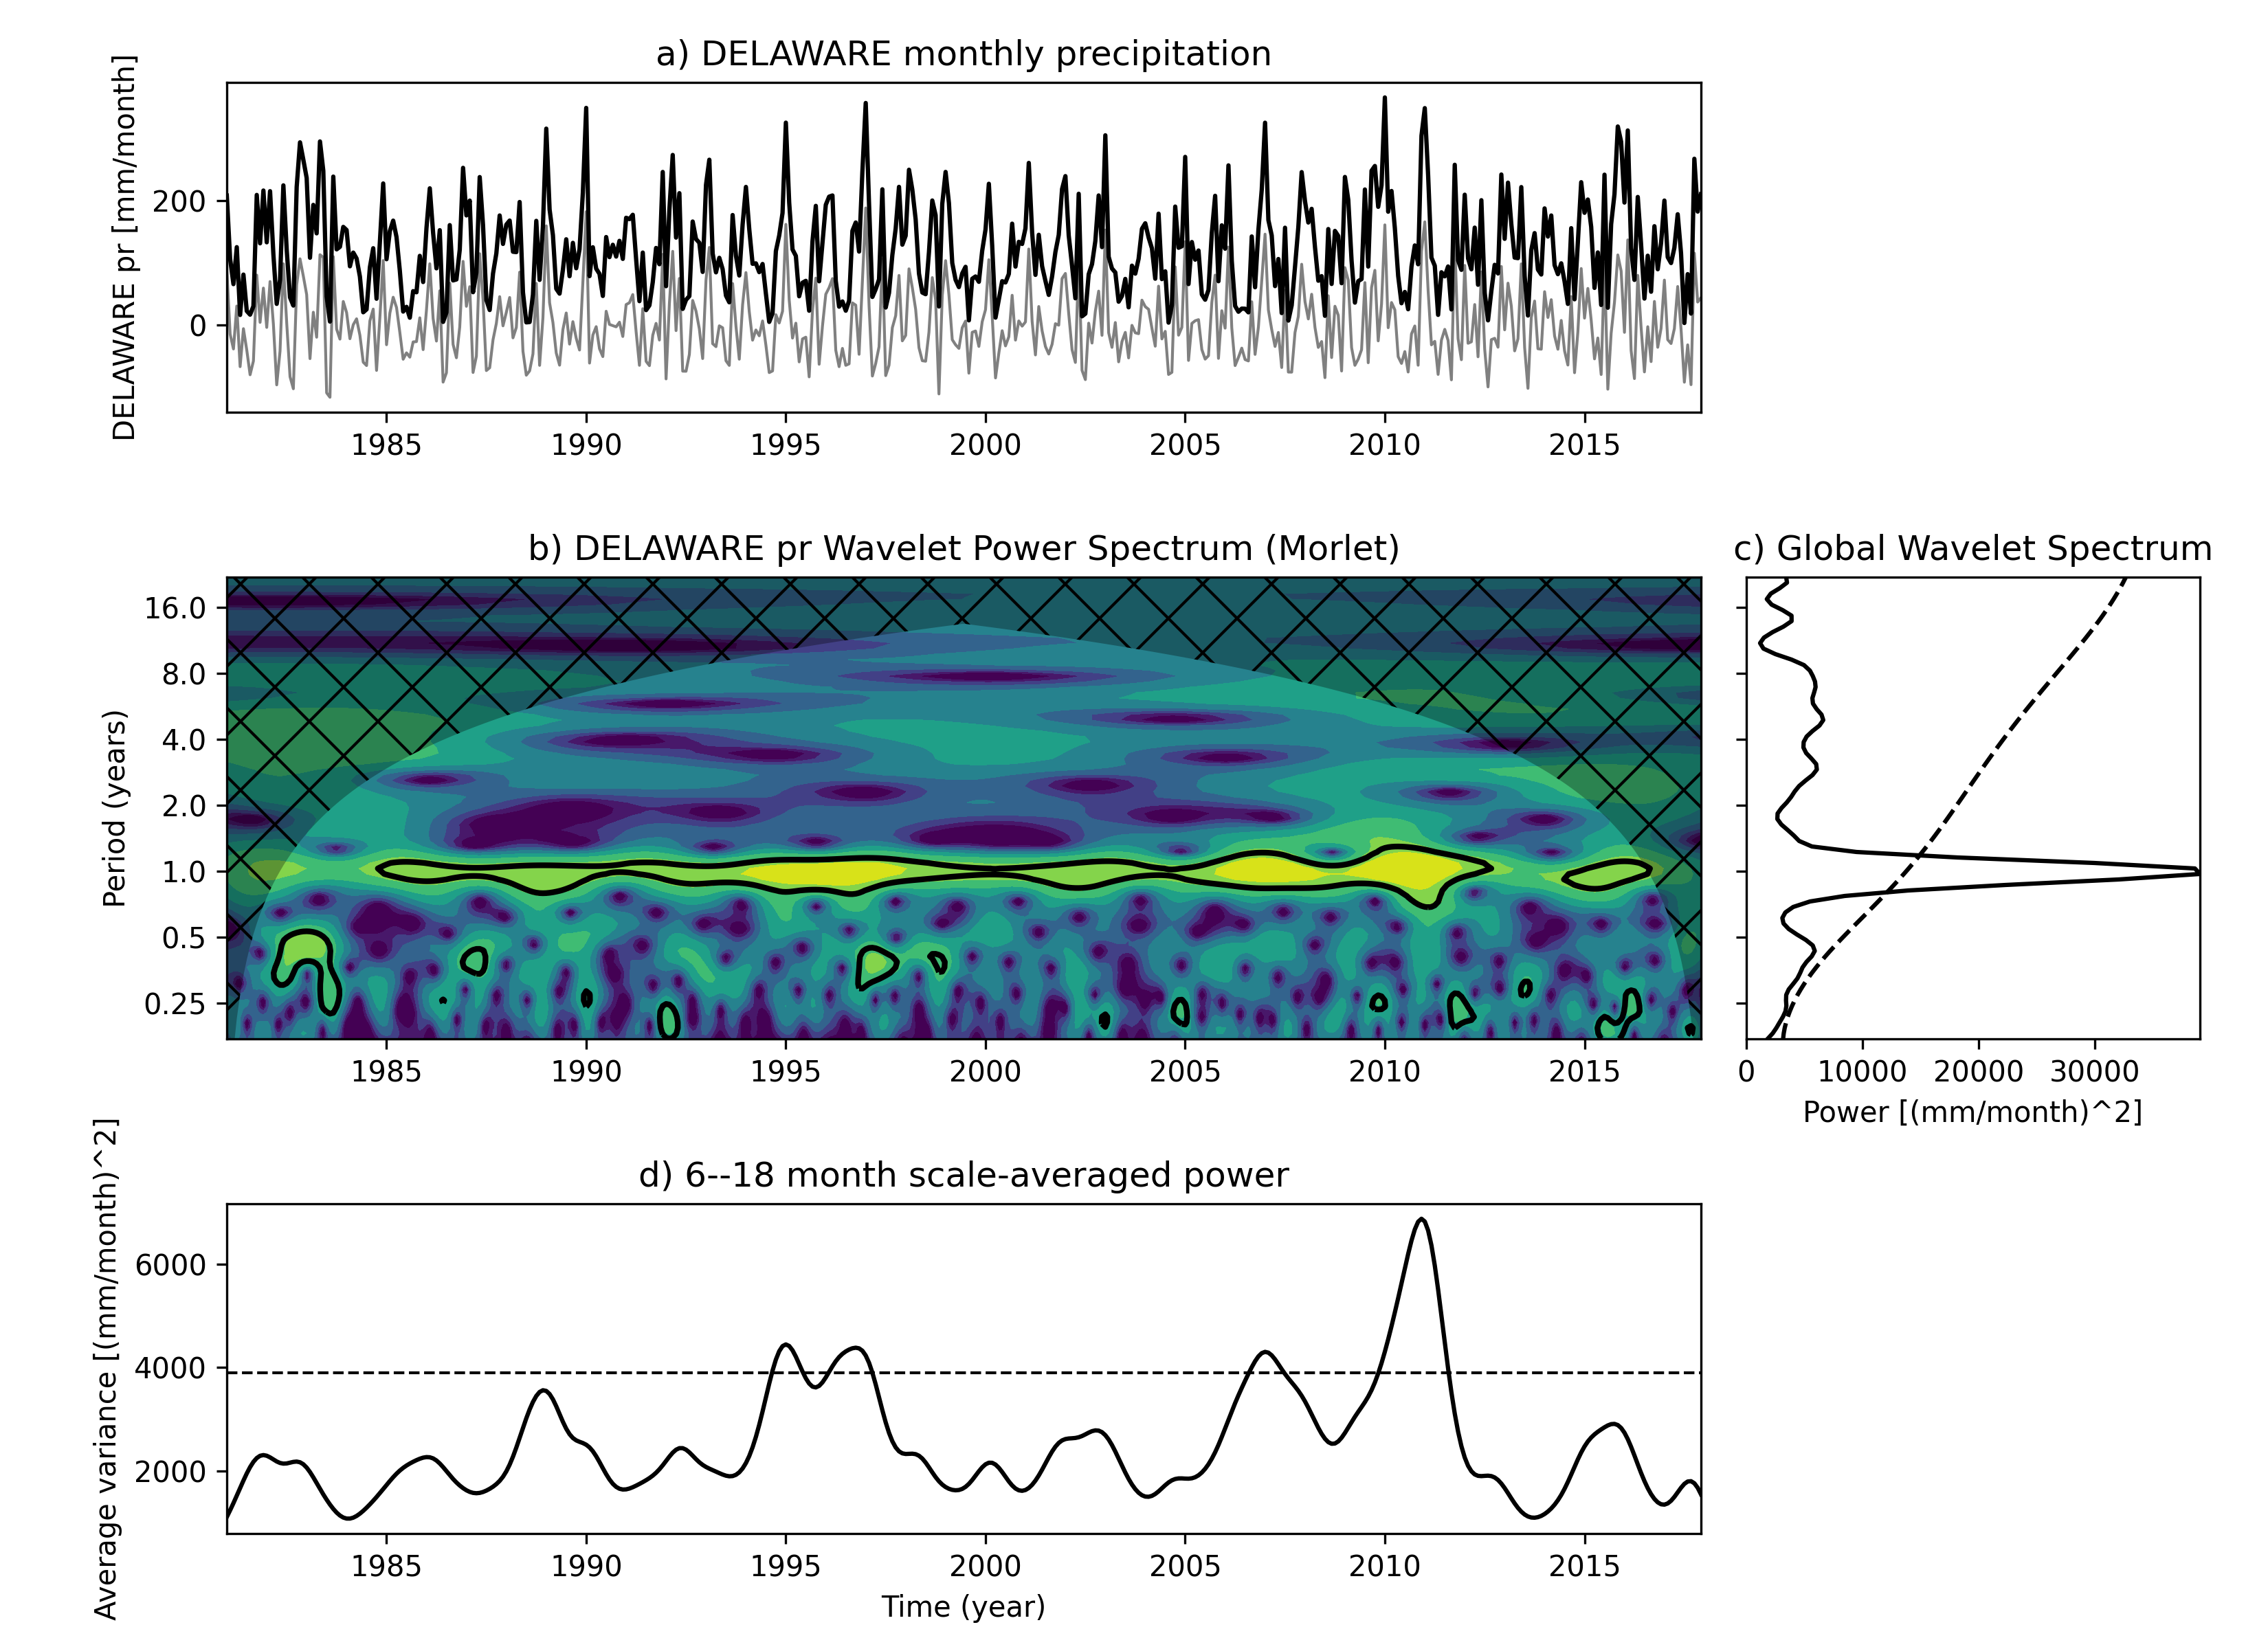 a) DELAWARE monthly precipitation
DELAWARE pr [mm/month]
200
0
1985 1990 1995 2000 2005 2010 2015
b) DELAWARE pr Wavelet Power Spectrum (Morlet)
Period (years)
16.0
8.0
4.0
2.0
1.0
0.5
0.25
1985 1990 1995 2000 2005 2010 2015
c) Global Wavelet Spectrum
0 10000 20000 30000
Power [(mm/month)^2]
d) 6--18 month scale-averaged power
Average variance [(mm/month)^2]
6000
4000
2000
1985 1990 1995 2000 2005 2010 2015
Time (year)